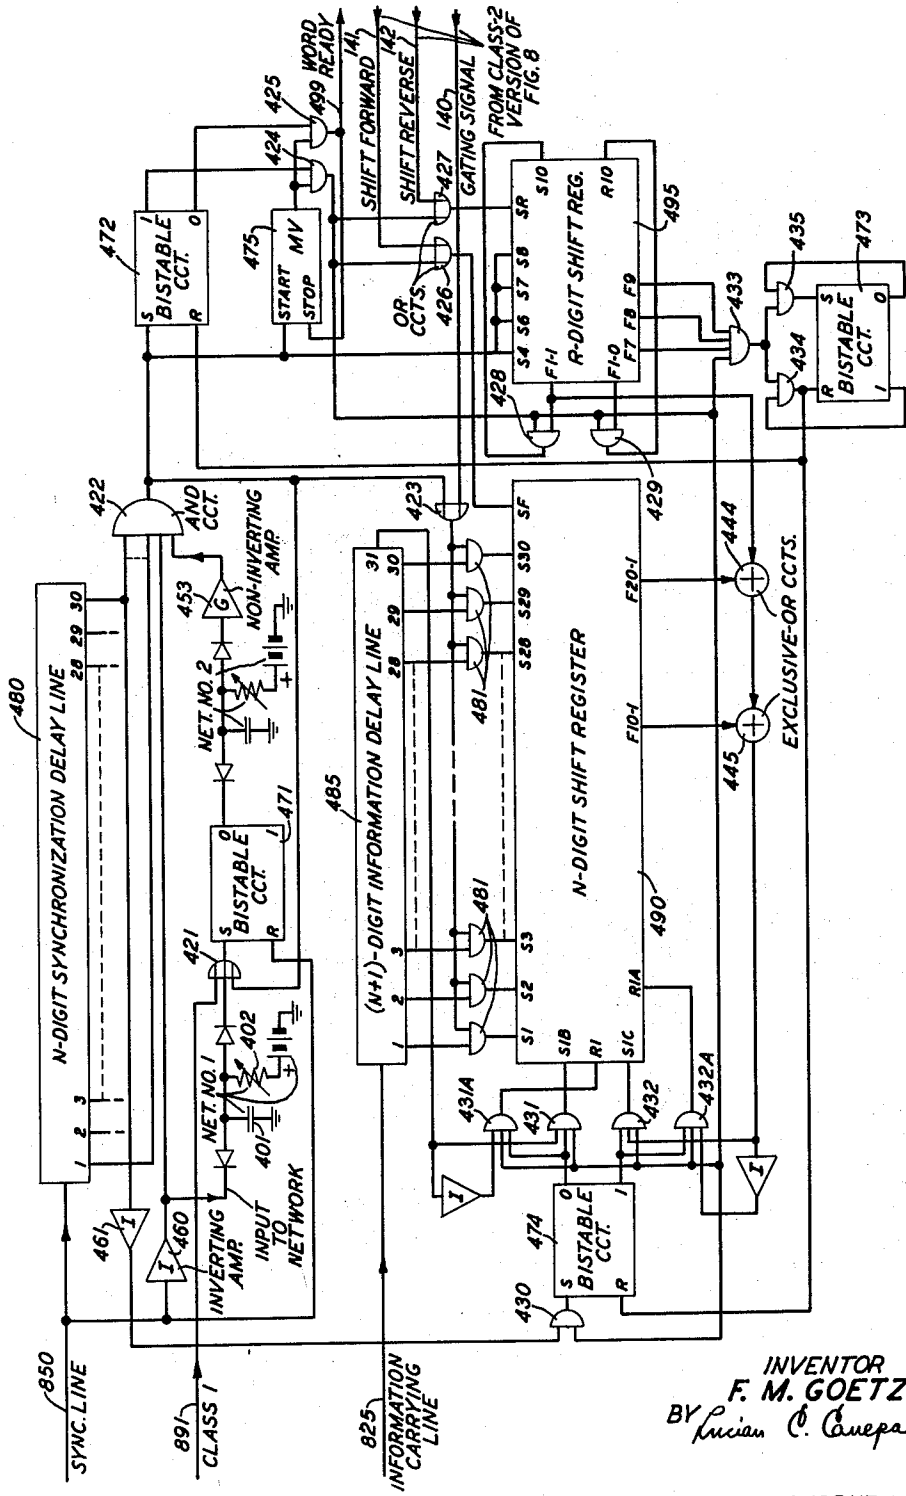 850
SYNC. LINE
891
CLASS 1
825
INFORMATION
CARRYING
LINE
480
N-DIGIT SYNCHRONIZATION DELAY LINE
1
2
3
28
29
30
461
I
I
460
INVERTING
AMP.
INPUT
TO
NETWORK
NET. NO. 1
401
402
+
421
S
R
BISTABLE
CCT.
O
1
471
NET. NO. 2
+
453
G
NON-INVERTING
AMP.
422
AND
CCT.
472
S
R
BISTABLE
CCT.
1
O
475
START
STOP
MV
424
425
499
WORD
READY
SHIFT FORWARD
141
SHIFT REVERSE
142
140
GATING SIGNAL
FROM CLASS-2
VERSION OF
FIG. 8
OR
CCTS.
426
427
485
(N+1)-DIGIT INFORMATION DELAY LINE
1
2
3
28
29
30
31
481
481
423
S1
S2
S3
S28
S29
S30
SF
N-DIGIT SHIFT REGISTER
490
S1B
R1
S1C
R1A
F10-1
F20-1
428
429
S4
S6
S7
S8
SR
S10
R10
F1-1
F1-0
F7
F8
F9
R-DIGIT SHIFT REG.
495
431A
431
432
432A
I
I
430
474
S
R
BISTABLE
CCT.
O
1
445
444
EXCLUSIVE-OR CCTS.
433
434
435
473
R
S
BISTABLE
CCT.
1
O
INVENTOR
F. M. GOETZ
BY Lucian C. Canepa